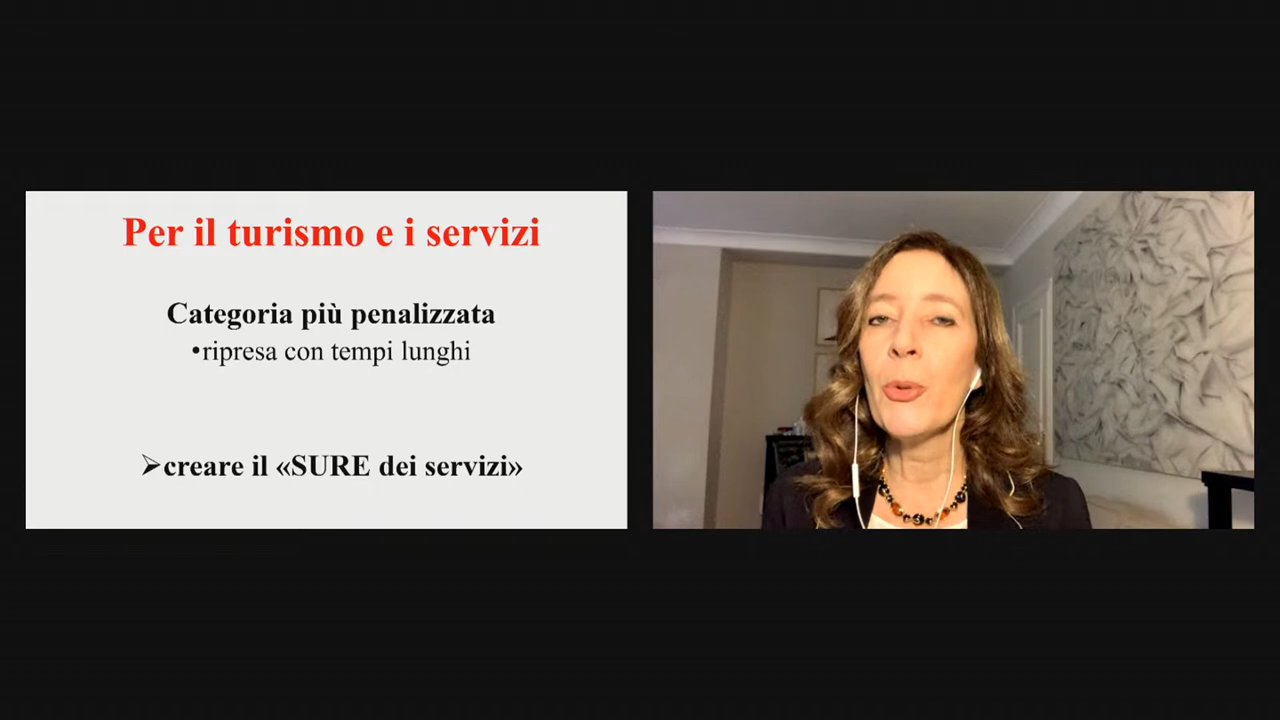 Per il turismo e i servizi
Categoria più penalizzata
•ripresa con tempi lunghi
➢creare il «SURE dei servizi»